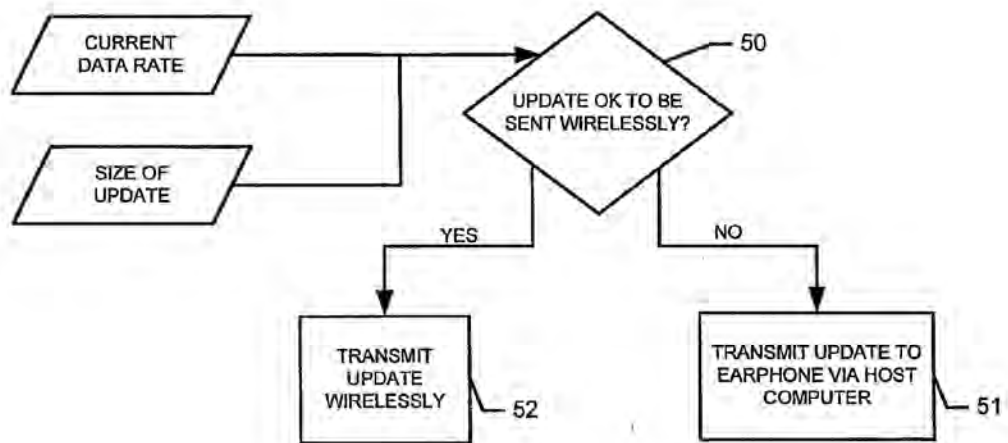 CURRENT
DATA RATE
50
UPDATE OK TO BE
SENT WIRELESSLY?
SIZE OF
UPDATE
YES
NO
TRANSMIT
UPDATE
WIRELESSLY
52
TRANSMIT UPDATE TO
EARPHONE VIA HOST
COMPUTER
51